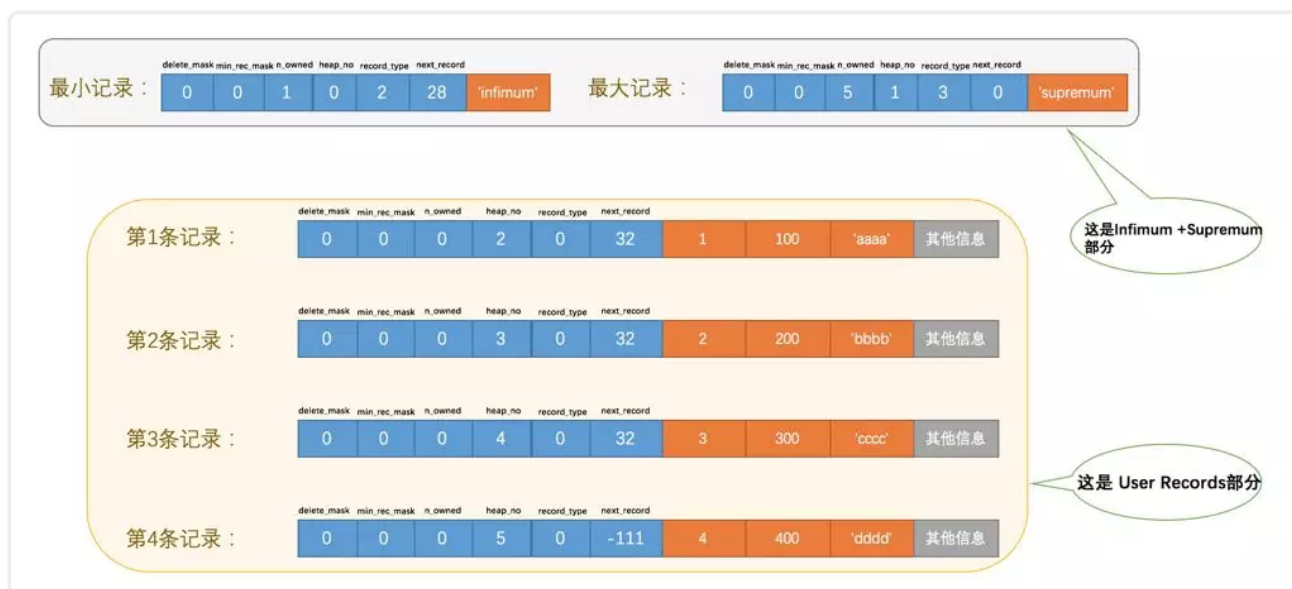 delete_mask min_rec_mask n_owned heap_no record_type next_record
最小记录： 0 0 1 0 2 28 'infimum'
delete_mask min_rec_mask n_owned heap_no record_type next_record
最大记录： 0 0 5 1 3 0 'supremum'
这是Infimum +Supremum
部分
delete_mask min_rec_mask n_owned heap_no record_type next_record
第1条记录： 0 0 0 2 0 32 1 100 'aaaa' 其他信息
delete_mask min_rec_mask n_owned heap_no record_type next_record
第2条记录： 0 0 0 3 0 32 2 200 'bbbb' 其他信息
delete_mask min_rec_mask n_owned heap_no record_type next_record
第3条记录： 0 0 0 4 0 32 3 300 'cccc' 其他信息
这是 User Records部分
delete_mask min_rec_mask n_owned heap_no record_type next_record
第4条记录： 0 0 0 5 0 -111 4 400 'dddd' 其他信息